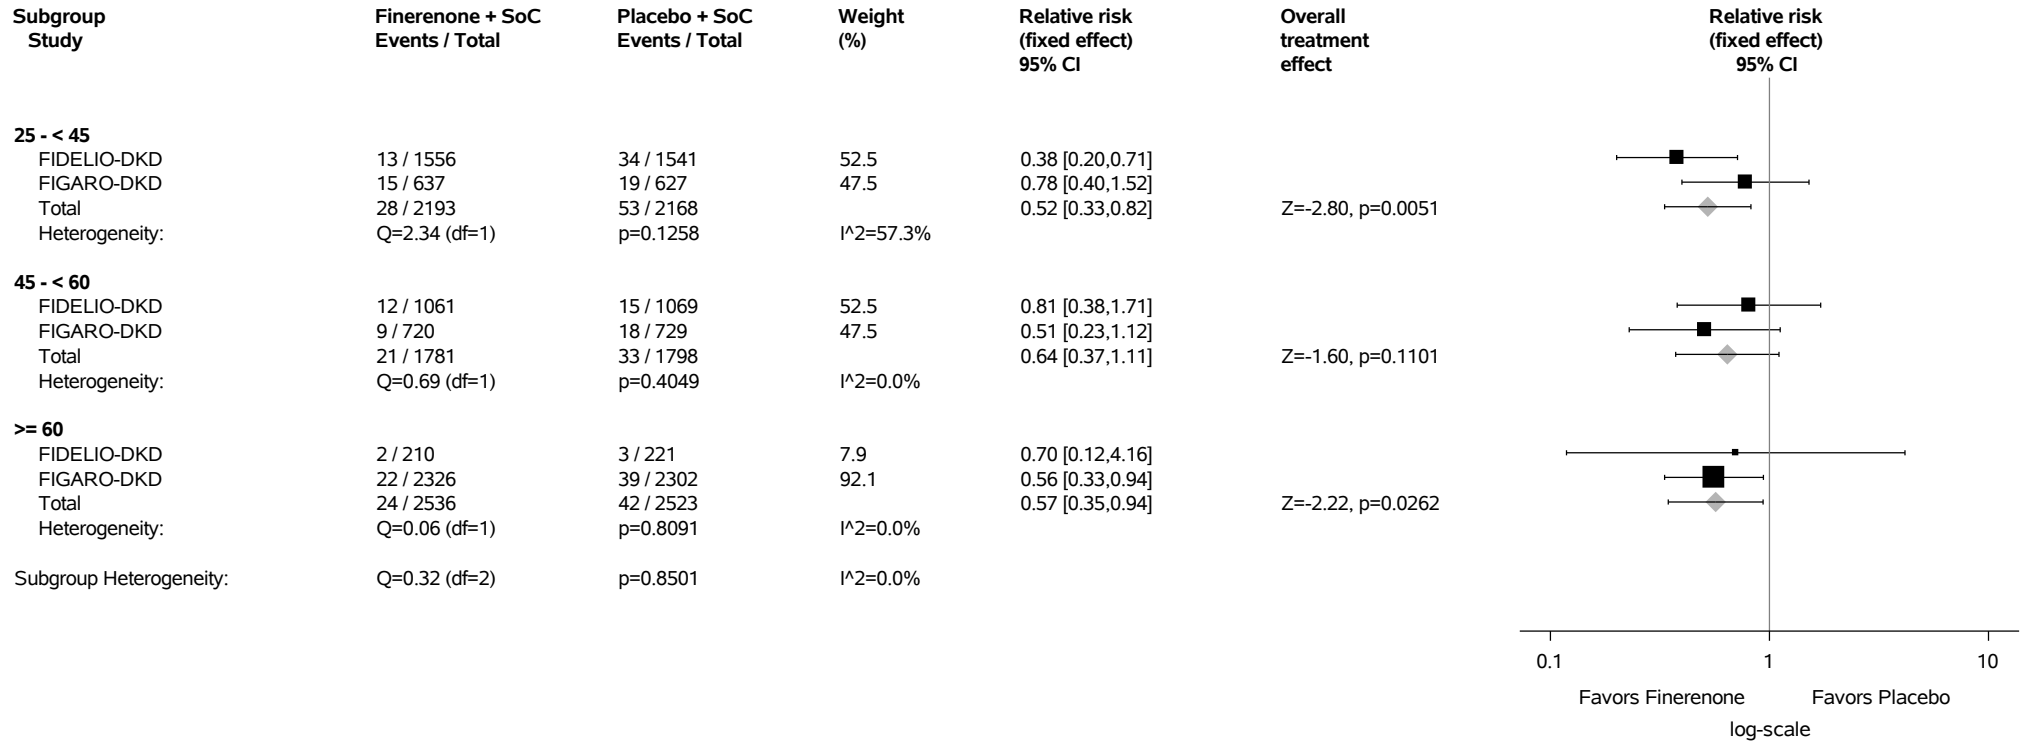 Subgroup Finerenone + SoC Placebo + SoC Weight Relative risk Overall Relative risk
Study Events / Total Events / Total (%) (fixed effect) treatment (fixed effect)
95% CI effect 95% CI
25 - < 45
FIDELIO-DKD 13 / 1556 34 / 1541 52.5 0.38 [0.20,0.71]
FIGARO-DKD 15 / 637 19 / 627 47.5 0.78 [0.40,1.52]
Total 28 / 2193 53 / 2168 0.52 [0.33,0.82] Z=-2.80, p=0.0051
Heterogeneity: Q=2.34 (df=1) p=0.1258 I^2=57.3%
45 - < 60
FIDELIO-DKD 12 / 1061 15 / 1069 52.5 0.81 [0.38,1.71]
FIGARO-DKD 9 / 720 18 / 729 47.5 0.51 [0.23,1.12]
Total 21 / 1781 33 / 1798 0.64 [0.37,1.11] Z=-1.60, p=0.1101
Heterogeneity: Q=0.69 (df=1) p=0.4049 I^2=0.0%
>= 60
FIDELIO-DKD 2 / 210 3 / 221 7.9 0.70 [0.12,4.16]
FIGARO-DKD 22 / 2326 39 / 2302 92.1 0.56 [0.33,0.94]
Total 24 / 2536 42 / 2523 0.57 [0.35,0.94] Z=-2.22, p=0.0262
Heterogeneity: Q=0.06 (df=1) p=0.8091 I^2=0.0%
Subgroup Heterogeneity: Q=0.32 (df=2) p=0.8501 I^2=0.0%
0.1 1 10
Favors Finerenone Favors Placebo
log-scale